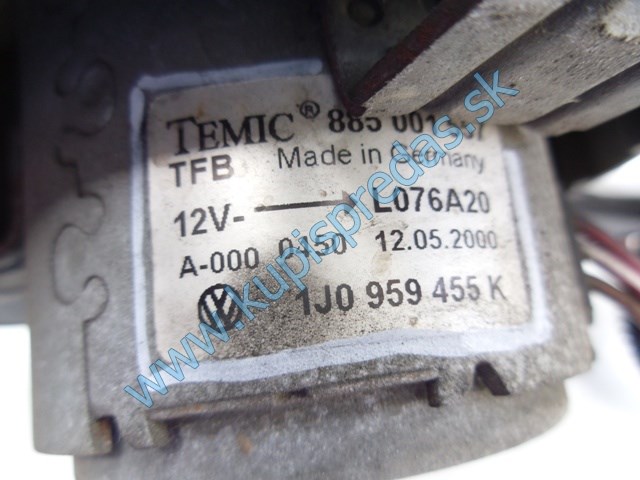 TEMIC® 885 001
TFB Made in Germany
12V- L076A20
A-000 0450 12.05.2000
1J0 959 455 K
www.kupispredas.sk